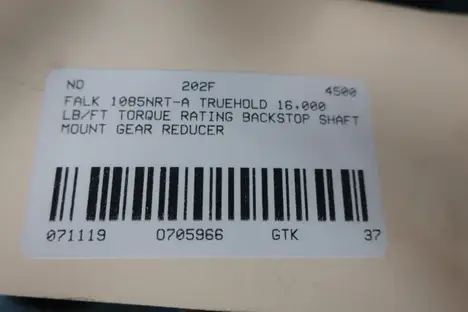 NO 202F 4500
FALK 1085NRT-A TRUEHOLD 16,000
LB/FT TORQUE RATING BACKSTOP SHAFT
MOUNT GEAR REDUCER
071119 0705966 GTK 37